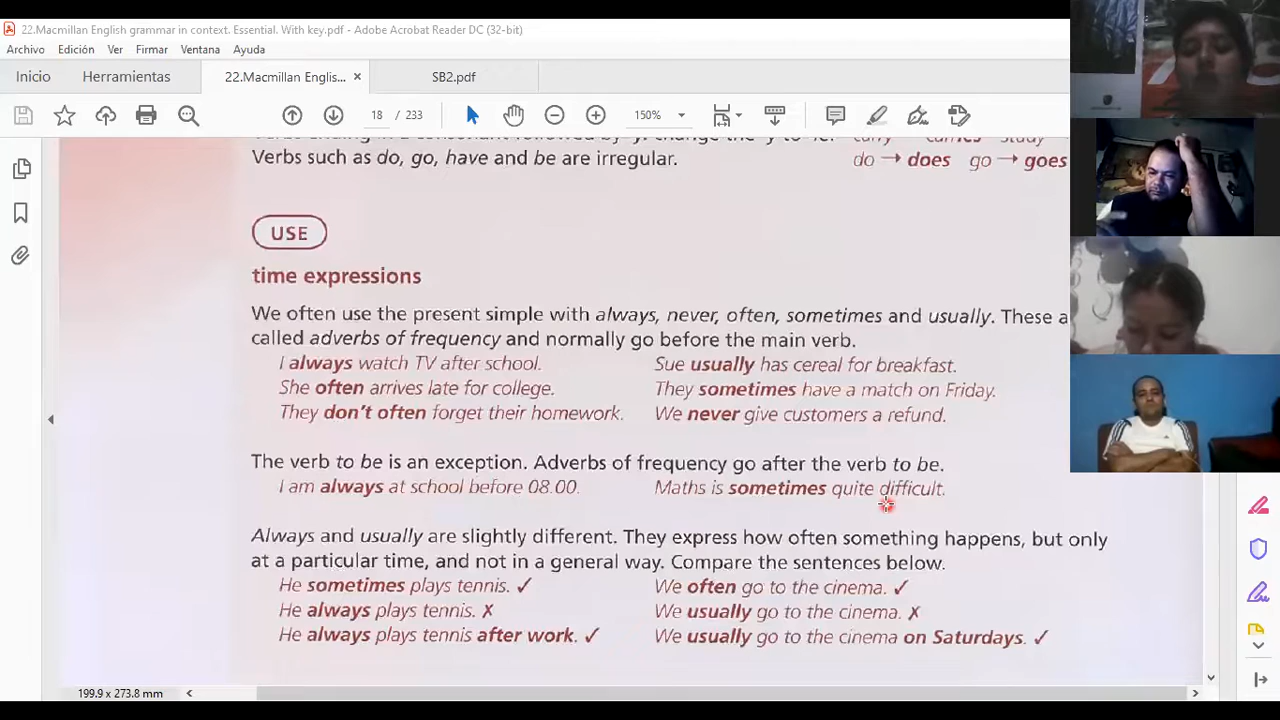 22.Macmillan English grammar in context. Essential. With key.pdf - Adobe Acrobat Reader DC (32-bit)
Archivo Edición Ver Firmar Ventana Ayuda
Inicio Herramientas 22.Macmillan Englis... × SB2.pdf
18 / 233 150%
Verbs such as do, go, have and be are irregular. do → does go → goes
USE
time expressions
We often use the present simple with always, never, often, sometimes and usually. These a
called adverbs of frequency and normally go before the main verb.
I always watch TV after school. Sue usually has cereal for breakfast.
She often arrives late for college. They sometimes have a match on Friday.
They don't often forget their homework. We never give customers a refund.
The verb to be is an exception. Adverbs of frequency go after the verb to be.
I am always at school before 08.00. Maths is sometimes quite difficult.
Always and usually are slightly different. They express how often something happens, but only
at a particular time, and not in a general way. Compare the sentences below.
He sometimes plays tennis. ✓ We often go to the cinema. ✓
He always plays tennis. ✗ We usually go to the cinema. ✗
He always plays tennis after work. ✓ We usually go to the cinema on Saturdays. ✓
199.9 x 273.8 mm